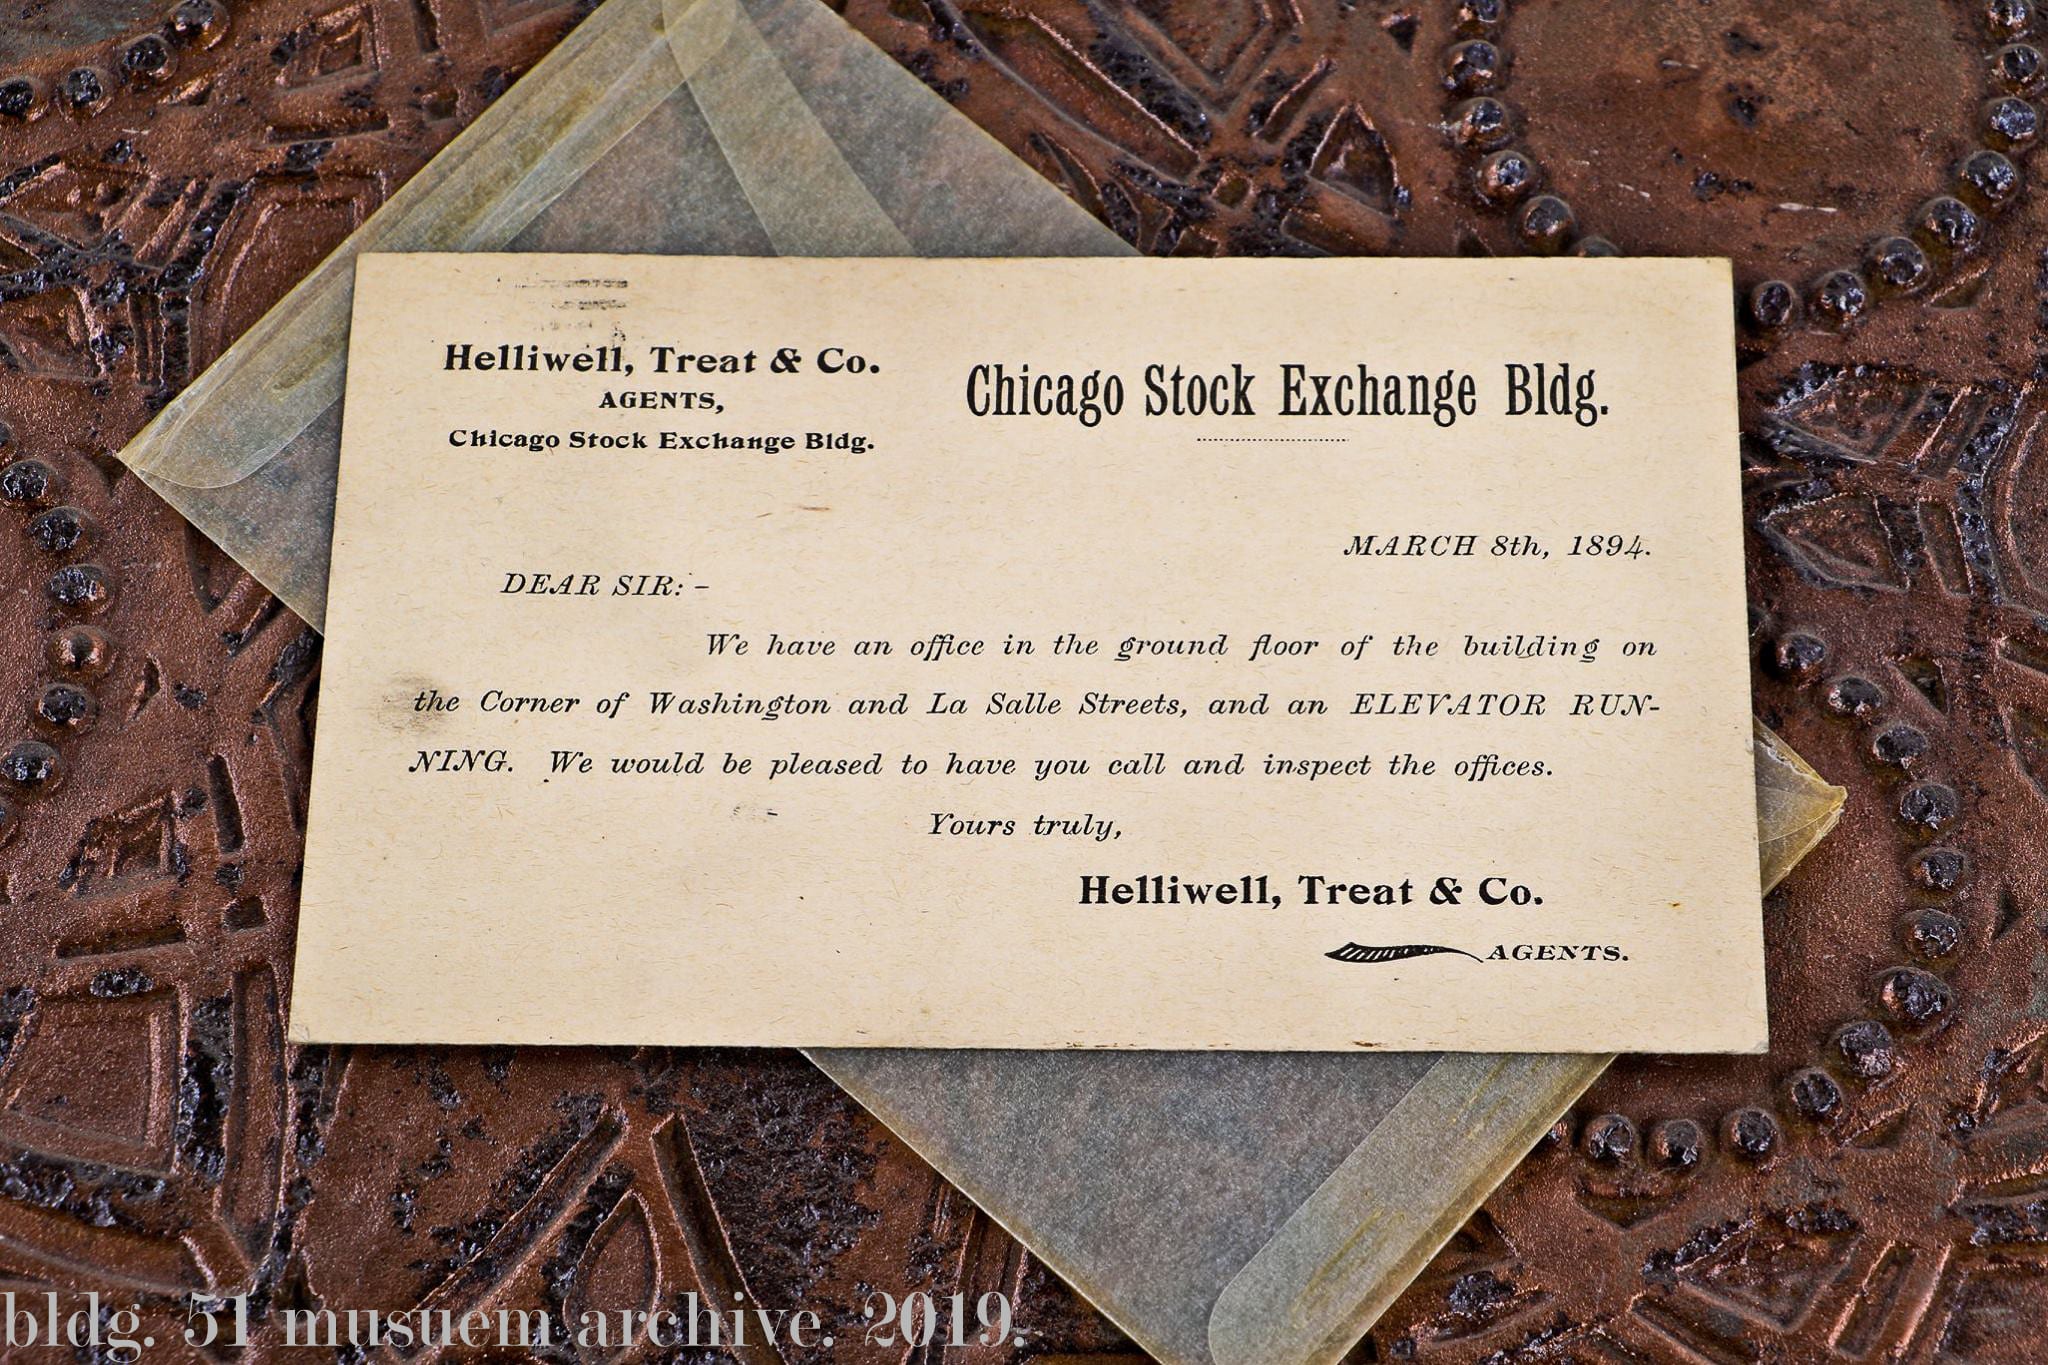 Helliwell, Treat & Co.
AGENTS,
Chicago Stock Exchange Bldg.
Chicago Stock Exchange Bldg.
MARCH 8th, 1894.
DEAR SIR: –
We have an office in the ground floor of the building on
the Corner of Washington and La Salle Streets, and an ELEVATOR RUN-
NING. We would be pleased to have you call and inspect the offices.
Yours truly,
Helliwell, Treat & Co.
AGENTS.
bldg. 51 musuem archive. 2019.